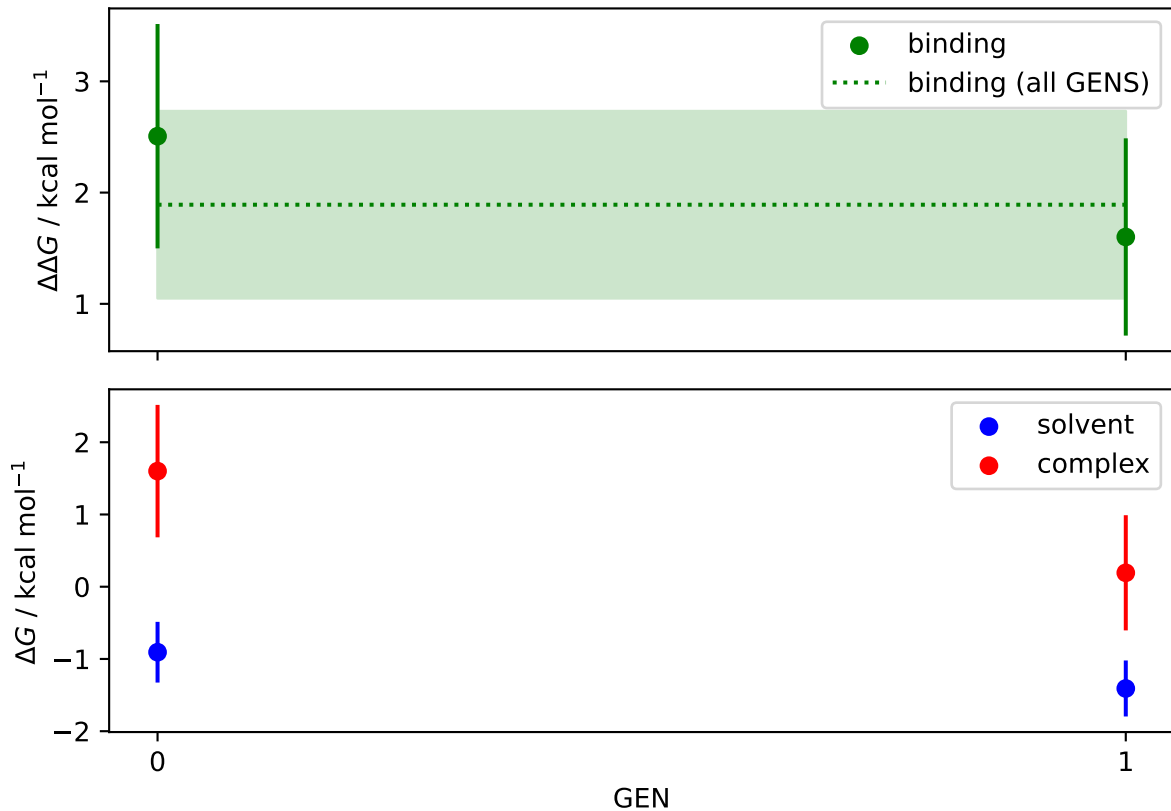 binding
binding (all GENS)
3
2
1
ΔΔG / kcal mol⁻¹
solvent
complex
2
1
0
−1
−2
ΔG / kcal mol⁻¹
0
1
GEN